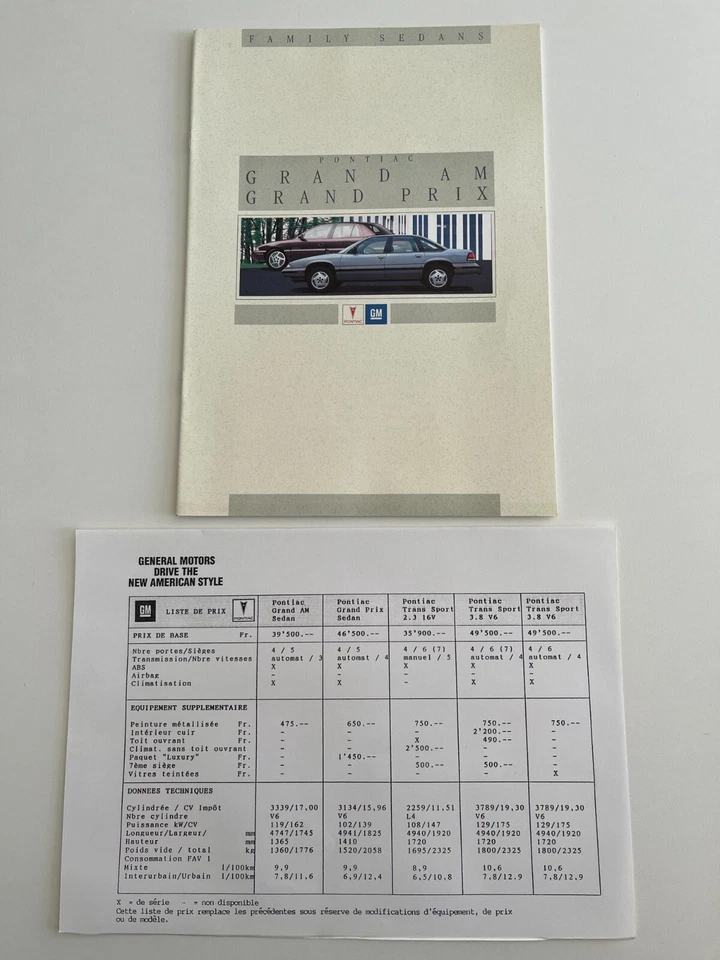 FAMILY SEDANS
PONTIAC
GRAND AM
GRAND PRIX
PONTIAC GM
GENERAL MOTORS
DRIVE THE
NEW AMERICAN STYLE
GM LISTE DE PRIX PONTIAC Pontiac Grand AM Sedan Pontiac Grand Prix Sedan Pontiac Trans Sport 2.3 16V Pontiac Trans Sport 3.8 V6 Pontiac Trans Sport 3.8 V6
PRIX DE BASE Fr. 39'500.-- 46'500.-- 35'900.-- 49'500.-- 49'500.--
Nbre portes/Sièges 4 / 5 4 / 5 4 / 6 (7) 4 / 6 (7) 4 / 6
Transmission/Nbre vitesses automat / 3 automat / 4 manuel / 5 automat / 4 automat / 4
ABS X X X X X
Airbag - - - - -
Climatisation X X - X X
EQUIPEMENT SUPPLEMENTAIRE
Peinture métallisée Fr. 475.-- 650.-- 750.-- 750.-- 750.--
Intérieur cuir Fr. - - - 2'200.-- -
Toit ouvrant Fr. - - X 490.-- -
Climat. sans toit ouvrant - - 2'500.-- - -
Paquet "Luxury" Fr. - 1'450.-- - - -
7ème siège Fr. - - 500.-- 500.-- -
Vitres teintées Fr. - - - - X
DONNEES TECHNIQUES
Cylindrée / CV Impôt 3339/17,00 3134/15,96 2259/11,51 3789/19,30 3789/19,30
Nbre cylindre V6 V6 L4 V6 V6
Puissance kW/CV 119/162 102/139 108/147 129/175 129/175
Longueur/Largeur/ mm 4747/1745 4941/1825 4940/1920 4940/1920 4940/1920
Hauteur mm 1365 1410 1720 1720 1720
Poids vide / total kg 1360/1776 1520/2058 1695/2325 1800/2325 1800/2325
Consommation FAV 1
Mixte 1/100km 9,9 9,9 8,9 10,6 10,6
Interurbain/Urbain 1/100km 7,8/11,6 6,9/12,4 6,5/10,8 7,8/12,9 7,8/12,9
X = de série - = non disponible
Cette liste de prix remplace les précédentes sous réserve de modifications d'équipement, de prix
ou de modèle.